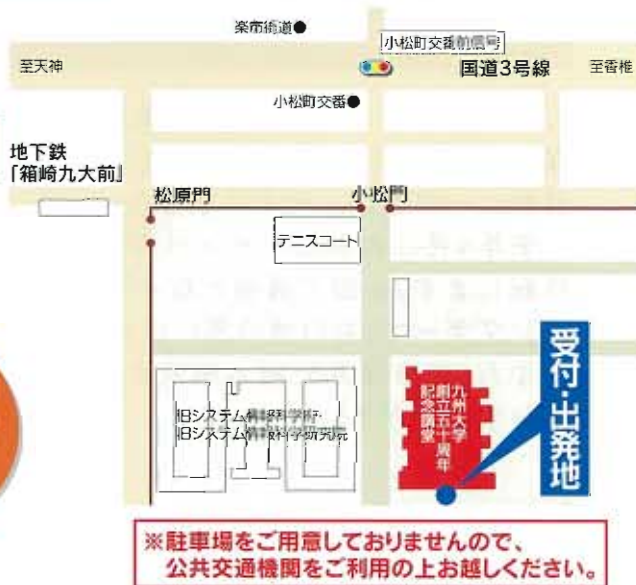 楽市街道●
小松町交番前信号
至天神
国道3号線
至香椎
小松町交番●
地下鉄
「箱崎九大前」
松原門
小松門
テニスコート
旧システム情報科学府・
旧システム情報科学研究院
九州大学
創立五十周年
記念講堂
受付・出発地
※駐車場をご用意しておりませんので、
公共交通機関をご利用の上お越しください。